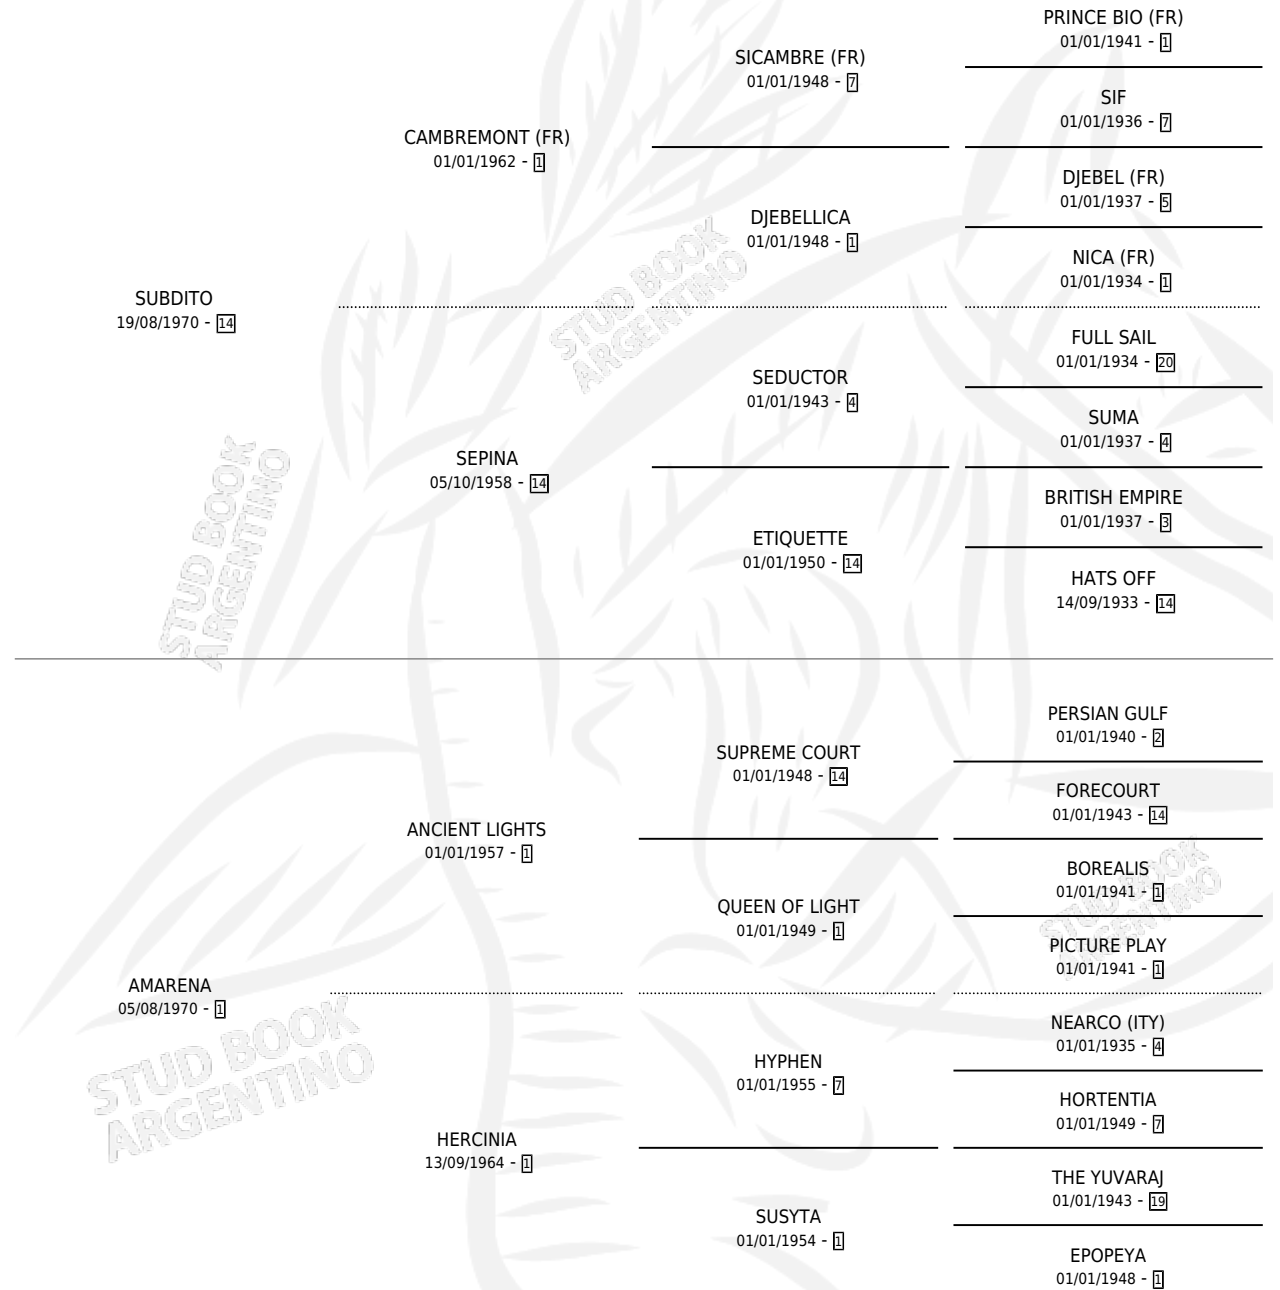 PRINCE BIO (FR)
01/01/1941 - 1
SICAMBRE (FR)
01/01/1948 - 7
SIF
01/01/1936 - 7
CAMBREMONT (FR)
01/01/1962 - 1
DJEBEL (FR)
01/01/1937 - 5
DJEBELLICA
01/01/1948 - 1
NICA (FR)
01/01/1934 - 1
SUBDITO
19/08/1970 - 14
FULL SAIL
01/01/1934 - 20
SEDUCTOR
01/01/1943 - 4
SUMA
01/01/1937 - 4
SEPINA
05/10/1958 - 14
BRITISH EMPIRE
01/01/1937 - 3
ETIQUETTE
01/01/1950 - 14
HATS OFF
14/09/1933 - 14
STUD BOOK
ARGENTINO
STUD BOOK
ARGENTINO
PERSIAN GULF
01/01/1940 - 2
SUPREME COURT
01/01/1948 - 14
FORECOURT
01/01/1943 - 14
ANCIENT LIGHTS
01/01/1957 - 1
BOREALIS
01/01/1941 - 1
QUEEN OF LIGHT
01/01/1949 - 1
PICTURE PLAY
01/01/1941 - 1
AMARENA
05/08/1970 - 1
NEARCO (ITY)
01/01/1935 - 4
HYPHEN
01/01/1955 - 7
HORTENTIA
01/01/1949 - 7
HERCINIA
13/09/1964 - 1
THE YUVARAJ
01/01/1943 - 19
SUSYTA
01/01/1954 - 1
EPOPEYA
01/01/1948 - 1
STUD BOOK
ARGENTINO
STUD BOOK
ARGENTINO